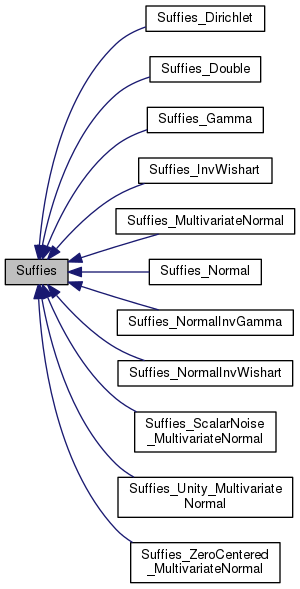 Suffies_Dirichlet
Suffies_Double
Suffies_Gamma
Suffies_InvWishart
Suffies_MultivariateNormal
Suffies
Suffies_Normal
Suffies_NormalInvGamma
Suffies_NormalInvWishart
Suffies_ScalarNoise
_MultivariateNormal
Suffies_Unity_Multivariate
Normal
Suffies_ZeroCentered
_MultivariateNormal